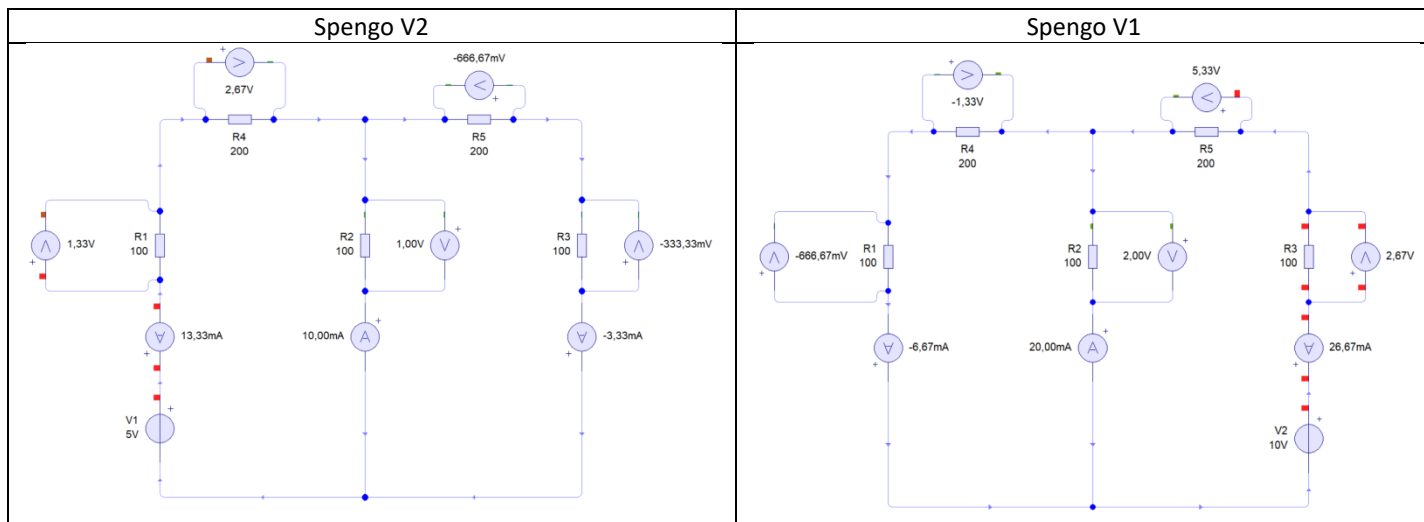 Spengo V2
Spengo V1
+
2,67V
-666,67mV
+
R4
200
R5
200
1,33V
+
R1
100
R2
100
1,00V
+
R3
100
-333,33mV
+
13,33mA
+
10,00mA
+
-3,33mA
+
V1
5V
+
+
-1,33V
5,33V
+
R4
200
R5
200
-666,67mV
+
R1
100
R2
100
2,00V
+
R3
100
2,67V
+
-6,67mA
+
20,00mA
+
26,67mA
+
V2
10V
+